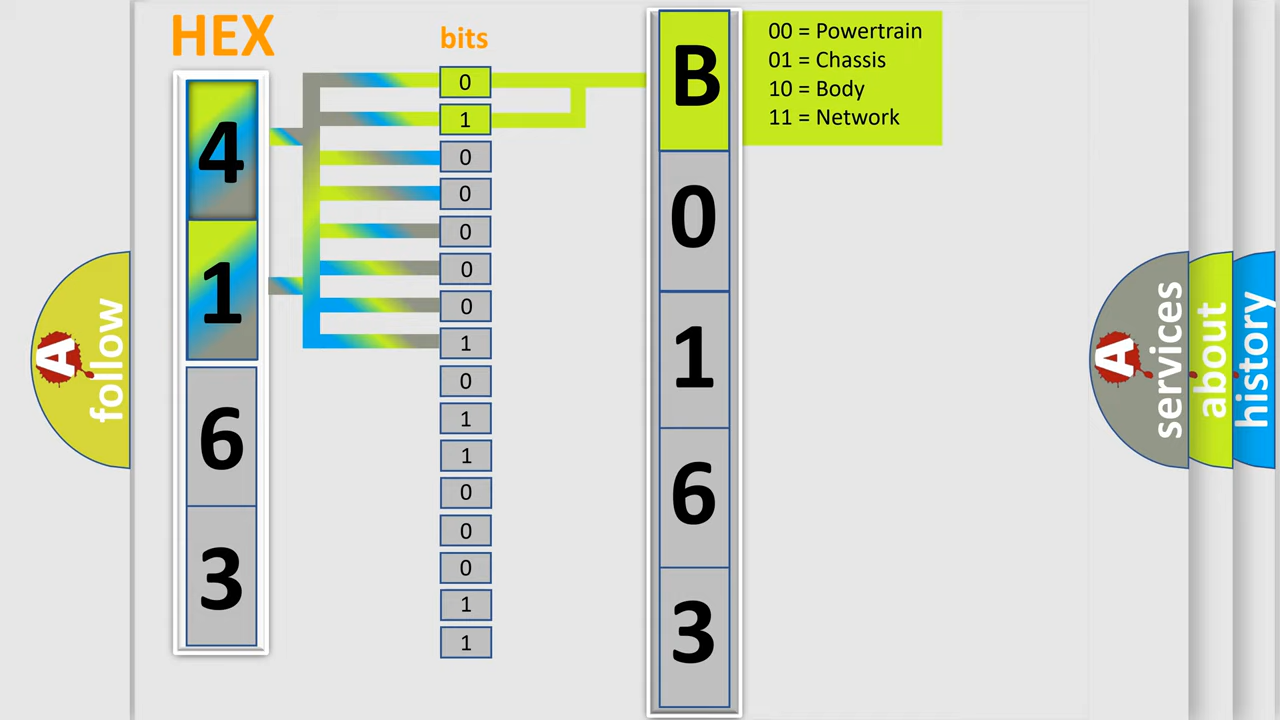 HEX
bits
4
1
6
3
0
1
0
0
0
0
0
1
0
1
1
0
0
0
1
1
B
0
1
6
3
00 = Powertrain
01 = Chassis
10 = Body
11 = Network
A follow
A services
about
history